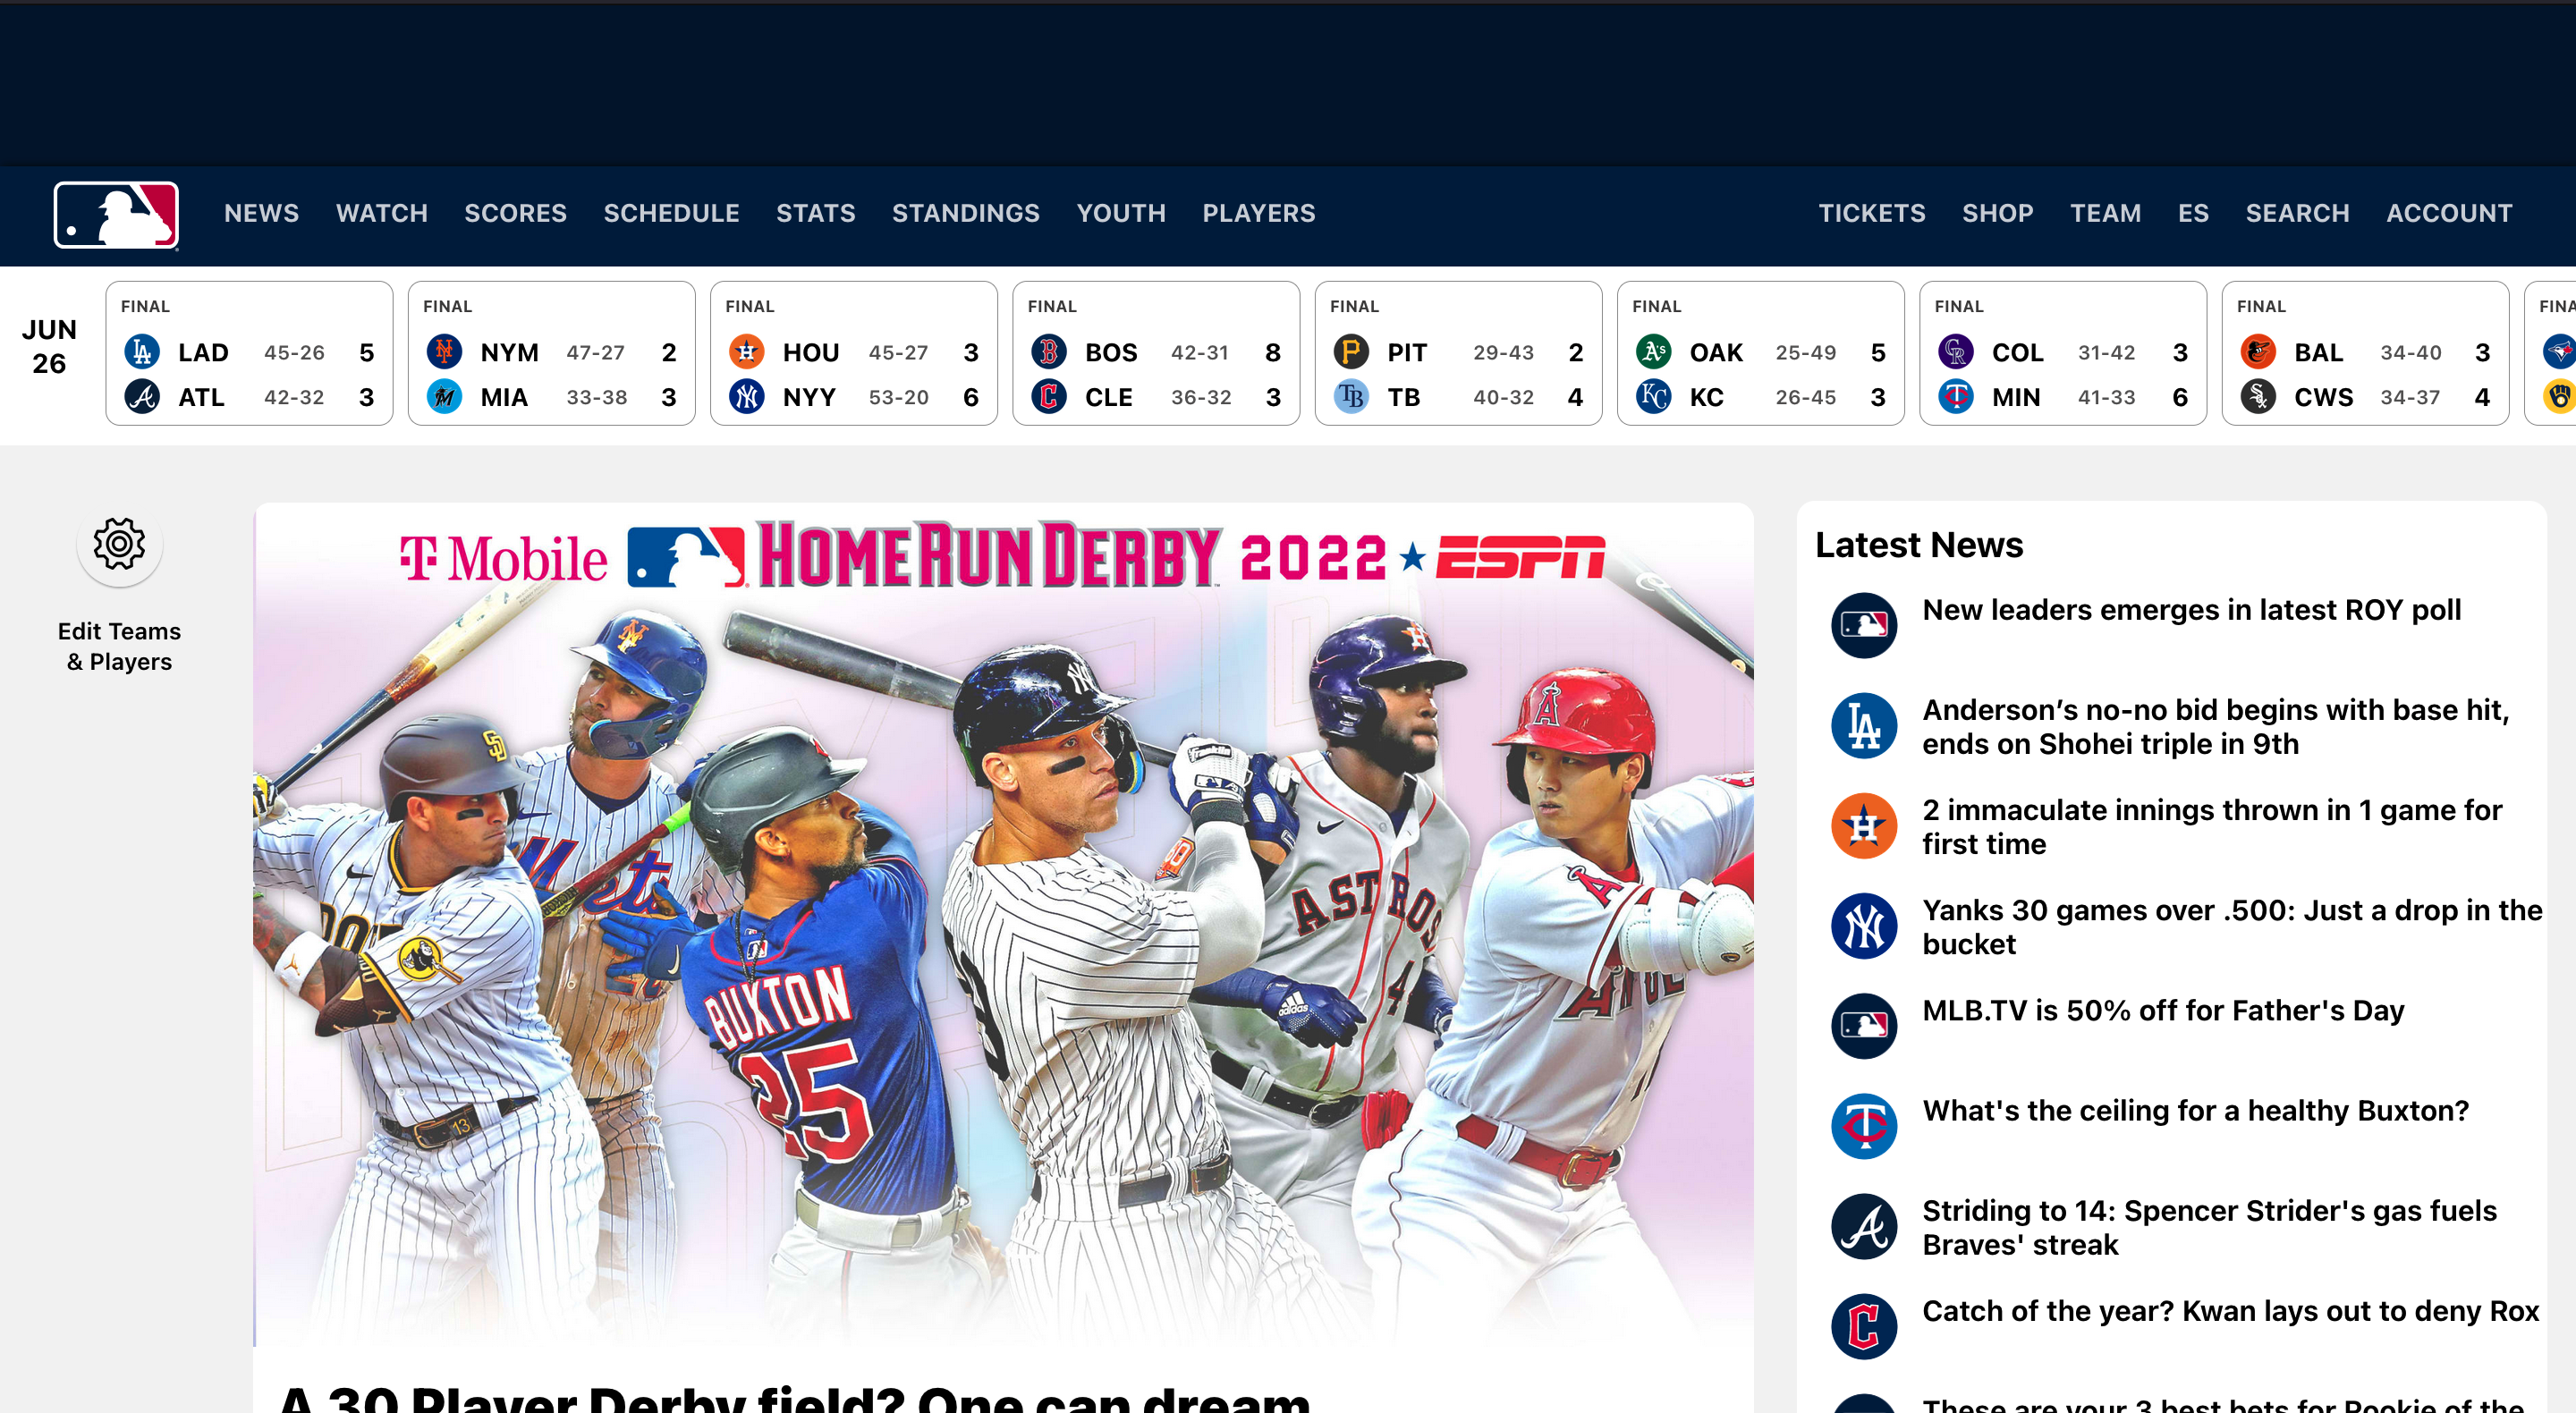 NEWS WATCH SCORES SCHEDULE STATS STANDINGS YOUTH PLAYERS TICKETS SHOP TEAM ES SEARCH ACCOUNT
JUN
26
FINAL
LAD 45-26 5
ATL 42-32 3
FINAL
NYM 47-27 2
MIA 33-38 3
FINAL
HOU 45-27 3
NYY 53-20 6
FINAL
BOS 42-31 8
CLE 36-32 3
FINAL
PIT 29-43 2
TB 40-32 4
FINAL
OAK 25-49 5
KC 26-45 3
FINAL
COL 31-42 3
MIN 41-33 6
FINAL
BAL 34-40 3
CWS 34-37 4
Edit Teams
& Players
T Mobile HOME RUN DERBY 2022 ESPN
Mets
BUXTON
25
Franklin
ASTROS
adidas
13
A 30 Player Derby field? One can dream
Latest News
New leaders emerges in latest ROY poll
Anderson’s no-no bid begins with base hit,
ends on Shohei triple in 9th
2 immaculate innings thrown in 1 game for
first time
Yanks 30 games over .500: Just a drop in the
bucket
MLB.TV is 50% off for Father's Day
What's the ceiling for a healthy Buxton?
Striding to 14: Spencer Strider's gas fuels
Braves' streak
Catch of the year? Kwan lays out to deny Rox
These are your 3 best bets for Rookie of the